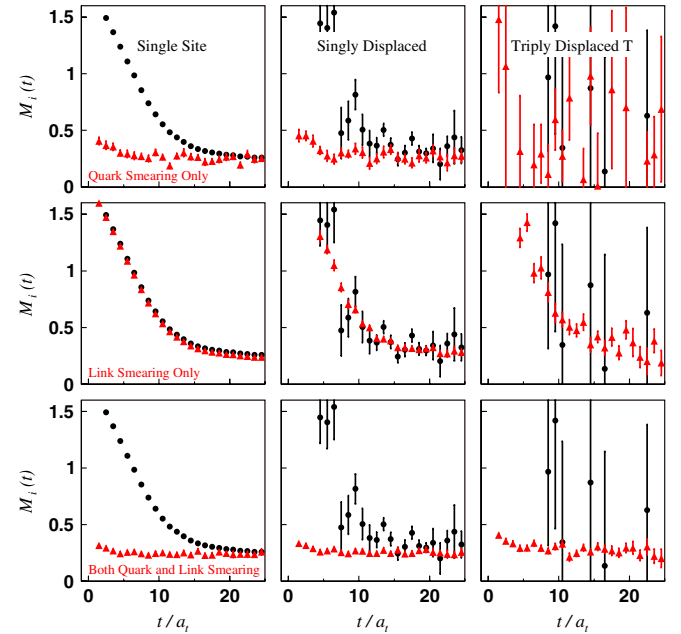 Single Site
Singly Displaced
Triply Displaced T
M_i(t)
1.5
1
0.5
0
Quark Smearing Only
M_i(t)
1.5
1
0.5
0
Link Smearing Only
M_i(t)
1.5
1
0.5
0
Both Quark and Link Smearing
0 10 20 0 10 20 0 10 20
t / a_t t / a_t t / a_t